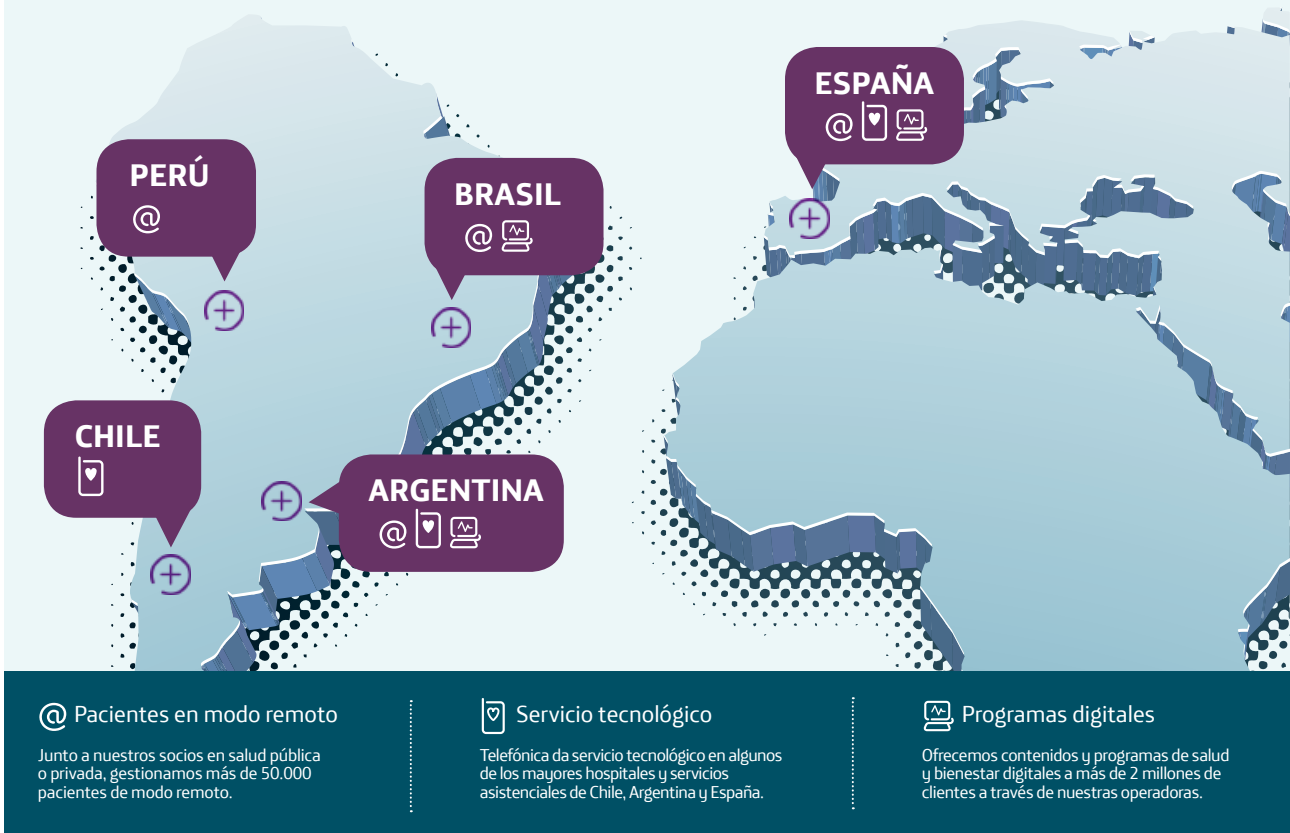 ESPAÑA
@
PERÚ
@
BRASIL
@
CHILE
ARGENTINA
@
@ Pacientes en modo remoto
Junto a nuestros socios en salud pública
o privada, gestionamos más de 50.000
pacientes de modo remoto.
Servicio tecnológico
Telefónica da servicio tecnológico en algunos
de los mayores hospitales y servicios
asistenciales de Chile, Argentina y España.
Programas digitales
Ofrecemos contenidos y programas de salud
y bienestar digitales a más de 2 millones de
clientes a través de nuestras operadoras.